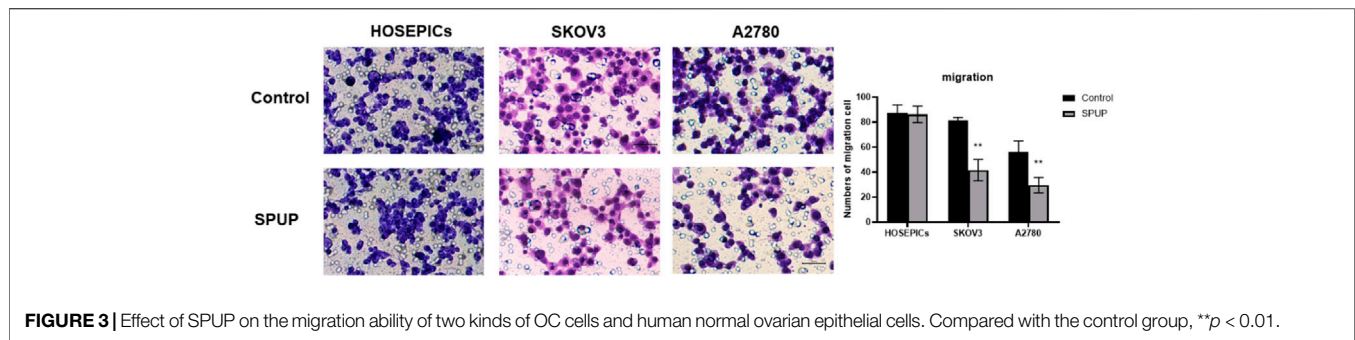 HOSEPICs SKOV3 A2780
Control
SPUP
migration
Control
SPUP
Numbers of migration cell
100
80
60
40
20
0
**
**
HOSEPICs SKOV3 A2780
FIGURE 3 | Effect of SPUP on the migration ability of two kinds of OC cells and human normal ovarian epithelial cells. Compared with the control group, **p < 0.01.